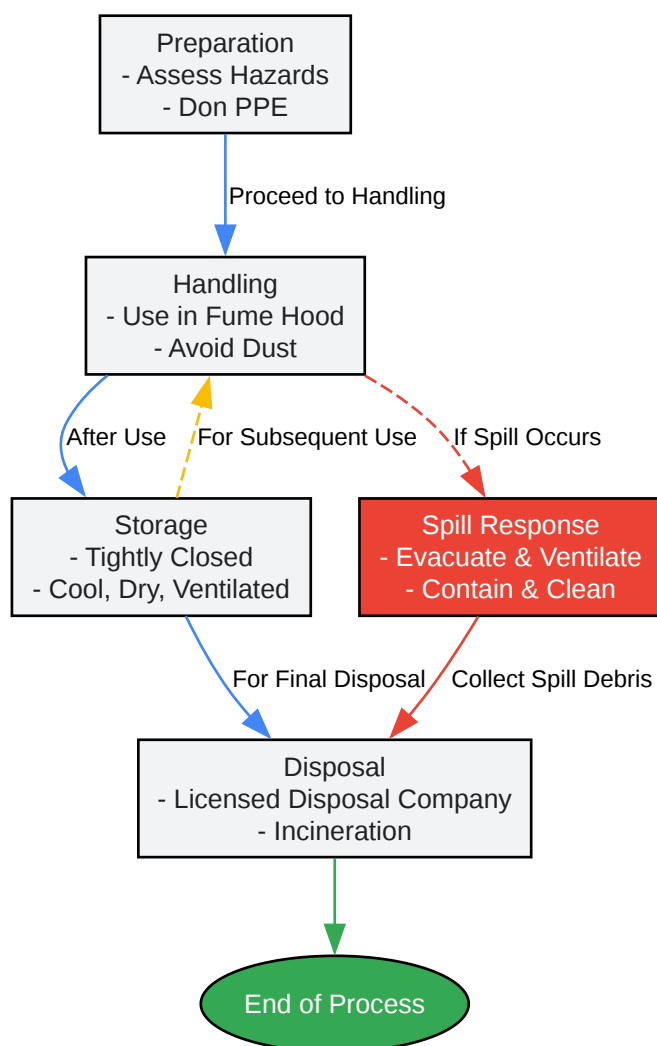 Preparation
- Assess Hazards
- Don PPE
Proceed to Handling
Handling
- Use in Fume Hood
- Avoid Dust
After Use
For Subsequent Use
If Spill Occurs
Storage
- Tightly Closed
- Cool, Dry, Ventilated
Spill Response
- Evacuate & Ventilate
- Contain & Clean
For Final Disposal
Collect Spill Debris
Disposal
- Licensed Disposal Company
- Incineration
End of Process